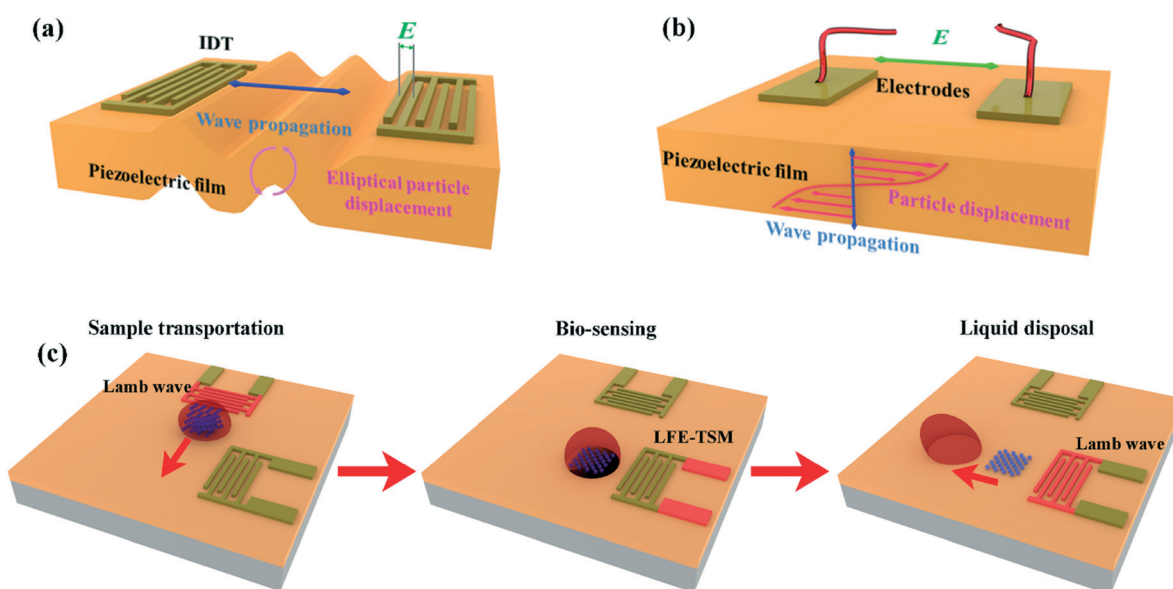 (a)
IDT
E
Wave propagation
Piezoelectric film
Elliptical particle
displacement
(b)
E
Electrodes
Piezoelectric film
Particle displacement
Wave propagation
(c)
Sample transportation
Lamb wave
Bio-sensing
LFE-TSM
Liquid disposal
Lamb wave